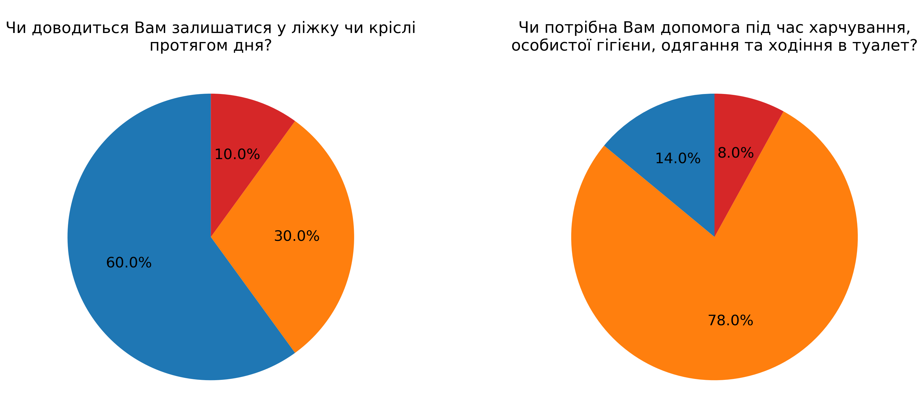 Чи доводиться Вам залишатися у ліжку чи кріслі
протягом дня?
10.0%
30.0%
60.0%
Чи потрібна Вам допомога під час харчування,
особистої гігієни, одягання та ходіння в туалет?
14.0%
8.0%
78.0%